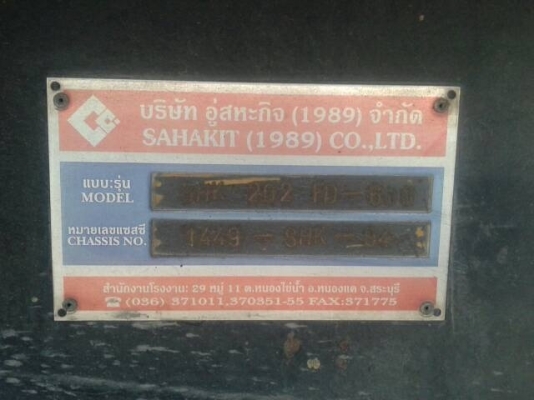 บริษัท อู่สหะกิจ (1989) จำกัด
SAHAKIT (1989) CO.,LTD.
แบบ:รุ่น
MODEL
202
หมายเลขแชสซี
CHASSIS NO.
1449 - SHK - 04
สำนักงานโรงงาน: 29 หมู่ 11 ต.หนองไข่น้ำ อ.หนองแค จ.สระบุรี
☎ (036) 371011,370351-55 FAX:371775